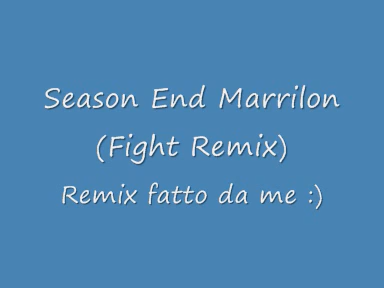 Season End Marrilon
(Fight Remix)
Remix fatto da me :)